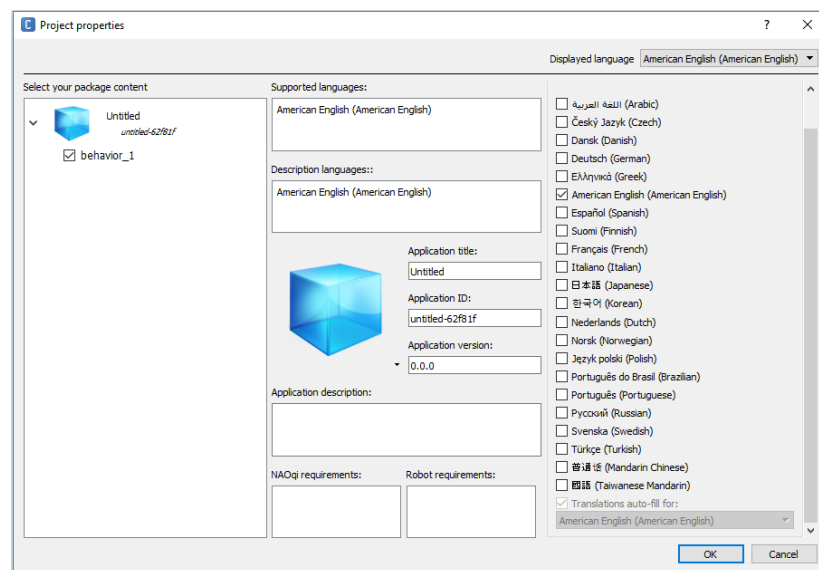 C Project properties ? ×
Displayed language American English (American English)
Select your package content
Untitled
untitled-62f81f
behavior_1
Supported languages:
American English (American English)
Description languages::
American English (American English)
Application title:
Untitled
Application ID:
untitled-62f81f
Application version:
0.0.0
Application description:
NAOqi requirements:
Robot requirements:
اللغة العربية (Arabic)
Český Jazyk (Czech)
Dansk (Danish)
Deutsch (German)
Ελληνικά (Greek)
American English (American English)
Español (Spanish)
Suomi (Finnish)
Français (French)
Italiano (Italian)
日本語 (Japanese)
한국어 (Korean)
Nederlands (Dutch)
Norsk (Norwegian)
Język polski (Polish)
Português do Brasil (Brazilian)
Português (Portuguese)
Русский (Russian)
Svenska (Swedish)
Türkçe (Turkish)
普通话 (Mandarin Chinese)
國語 (Taiwanese Mandarin)
Translations auto-fill for:
American English (American English)
OK Cancel